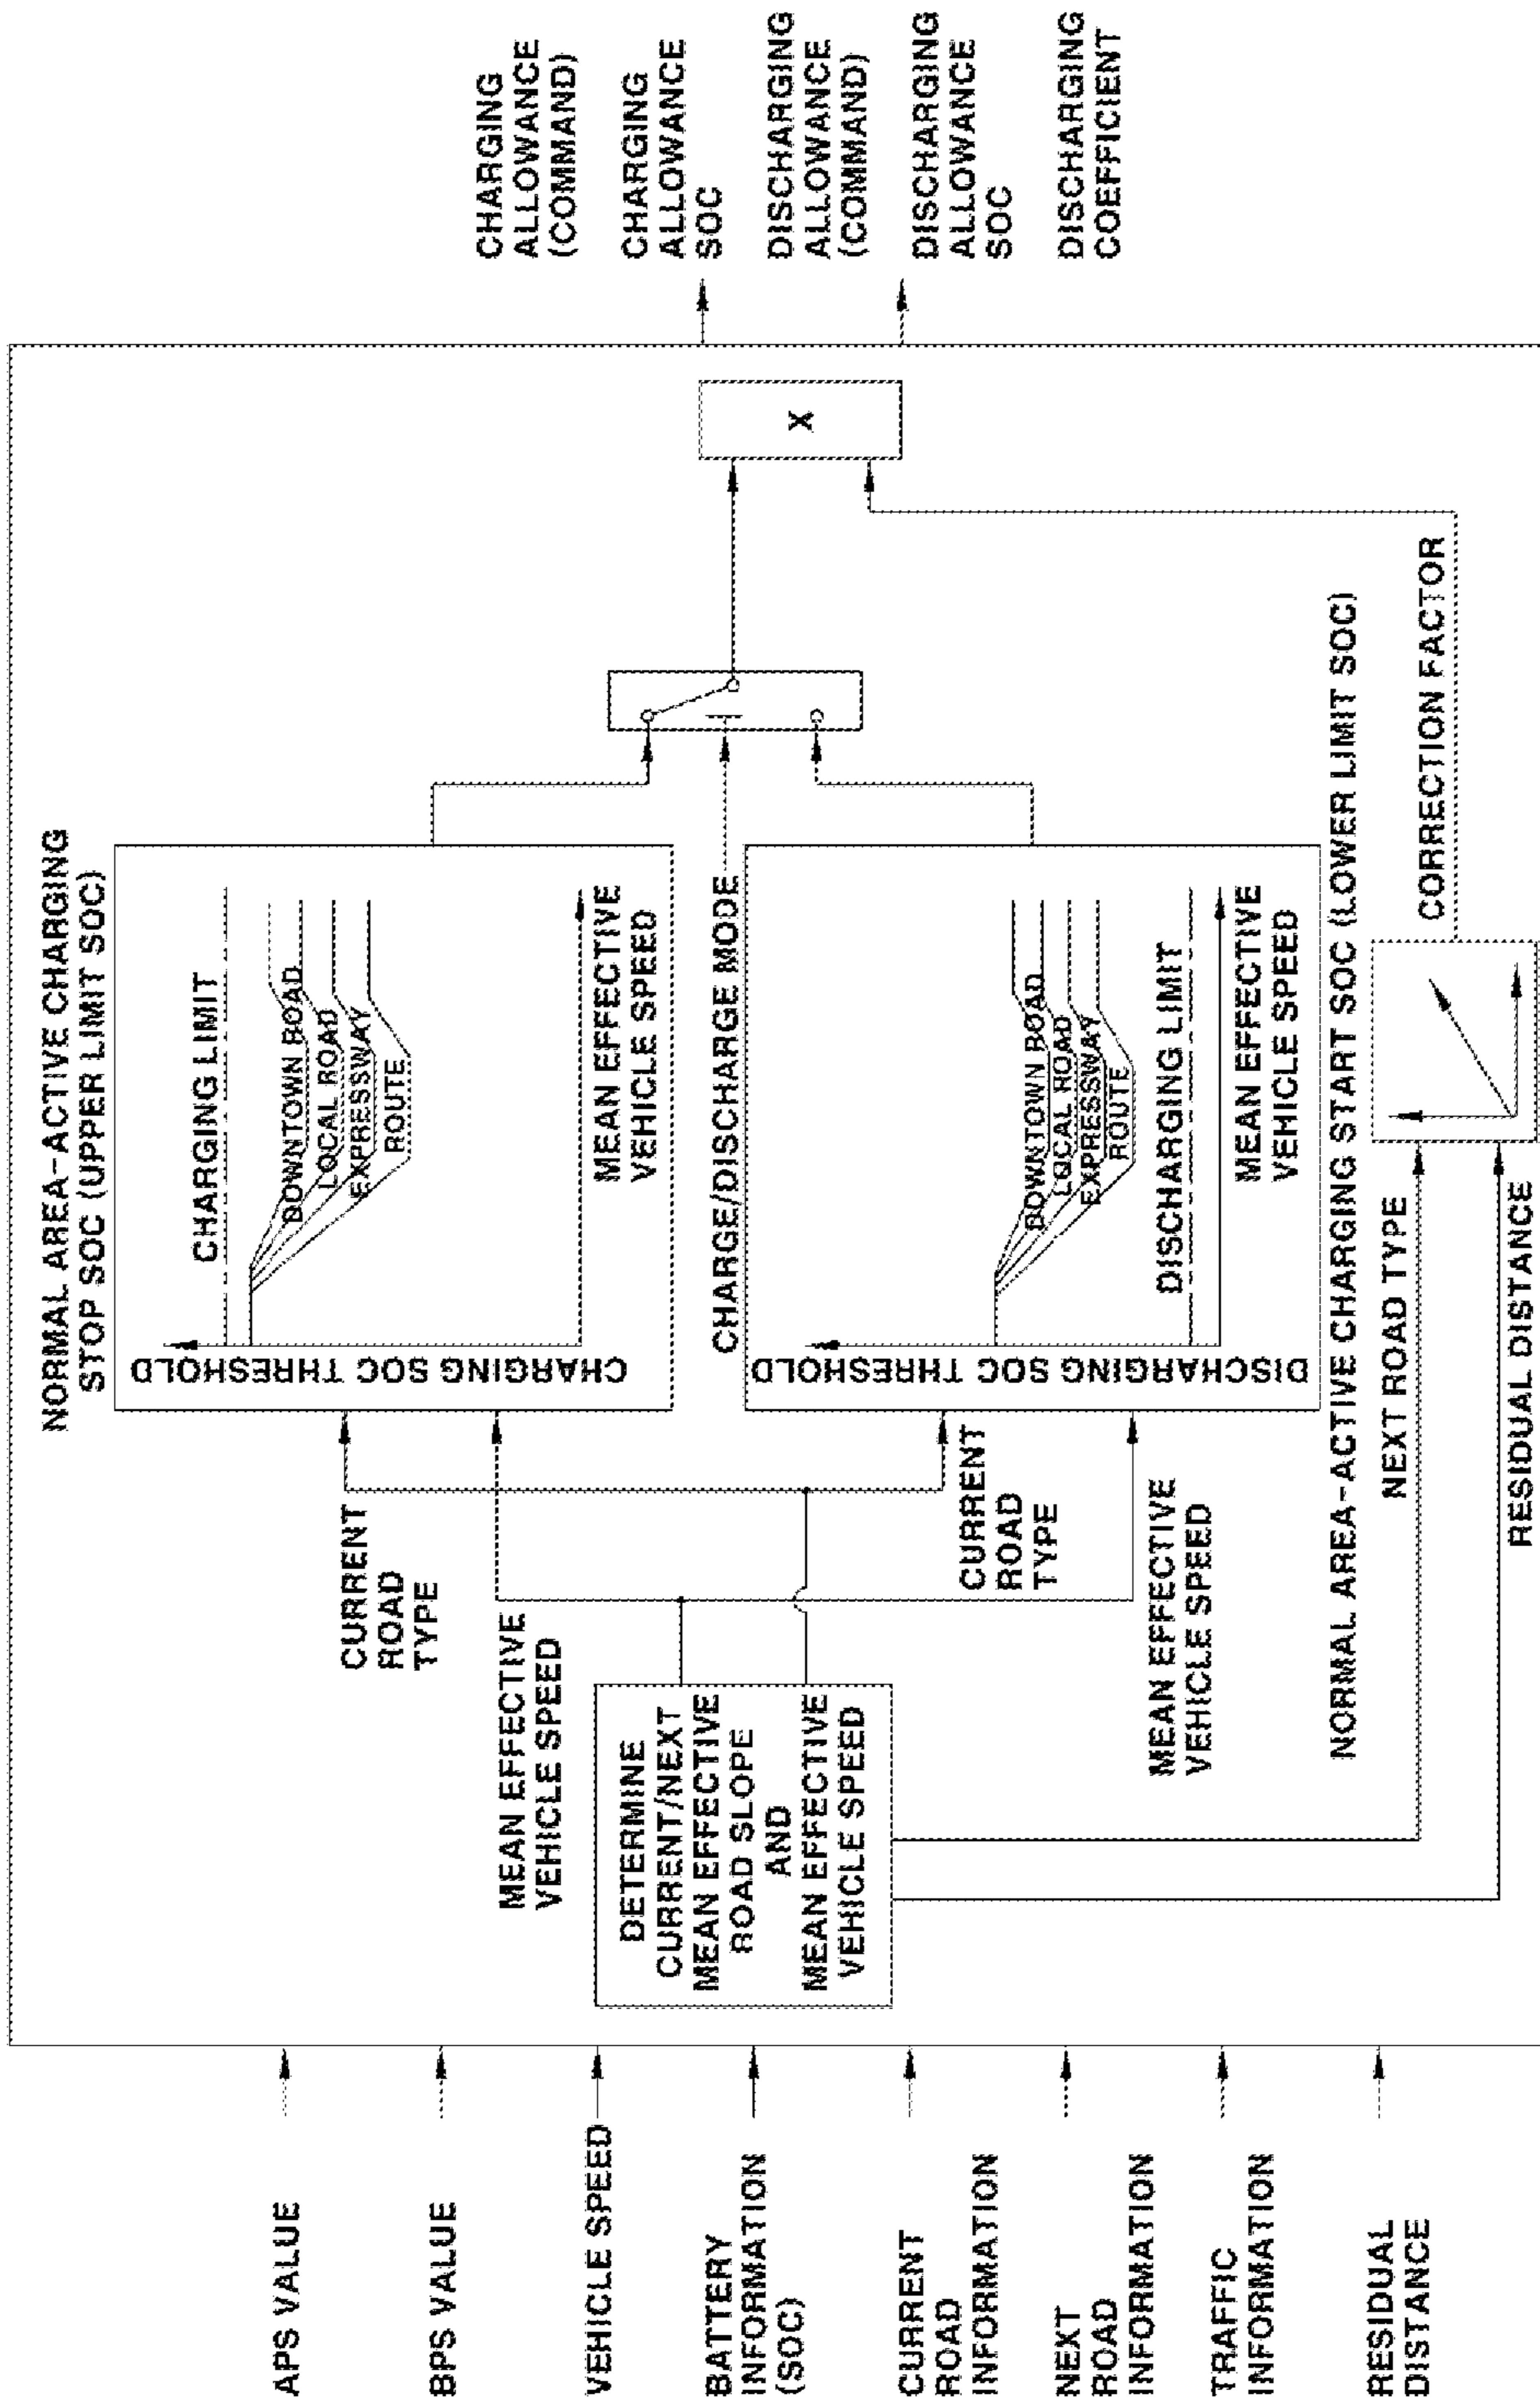 APS VALUE
BPS VALUE
VEHICLE SPEED
BATTERY
INFORMATION
(SOC)
CURRENT
ROAD
INFORMATION
NEXT
ROAD
INFORMATION
TRAFFIC
INFORMATION
RESIDUAL
DISTANCE
DETERMINE
CURRENT/NEXT
MEAN EFFECTIVE
ROAD SLOPE
AND
MEAN EFFECTIVE
VEHICLE SPEED
CURRENT
ROAD
TYPE
MEAN EFFECTIVE
VEHICLE SPEED
CURRENT
ROAD
TYPE
MEAN EFFECTIVE
VEHICLE SPEED
NORMAL AREA-ACTIVE CHARGING
STOP SOC (UPPER LIMIT SOC)
CHARGING SOC THRESHOLD
CHARGING LIMIT
DOWNTOWN ROAD
LOCAL ROAD
EXPRESSWAY
ROUTE
MEAN EFFECTIVE
VEHICLE SPEED
CHARGE/DISCHARGE MODE
DISCHARGING SOC THRESHOLD
DOWNTOWN ROAD
LOCAL ROAD
EXPRESSWAY
ROUTE
DISCHARGING LIMIT
MEAN EFFECTIVE
VEHICLE SPEED
NORMAL AREA-ACTIVE CHARGING START SOC (LOWER LIMIT SOC)
NEXT ROAD TYPE
RESIDUAL DISTANCE
CORRECTION FACTOR
X
CHARGING
ALLOWANCE
(COMMAND)
CHARGING
ALLOWANCE
SOC
DISCHARGING
ALLOWANCE
(COMMAND)
DISCHARGING
ALLOWANCE
SOC
DISCHARGING
COEFFICIENT